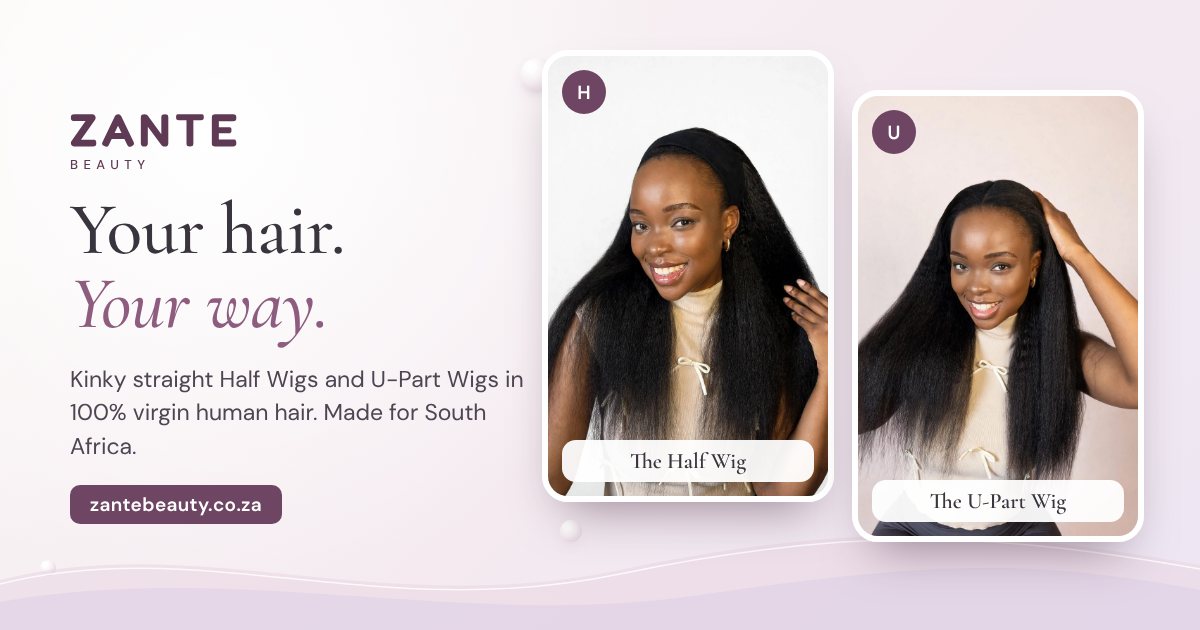 ZANTE
BEAUTY
Your hair.
Your way.
Kinky straight Half Wigs and U-Part Wigs in
100% virgin human hair. Made for South
Africa.
zantebeauty.co.za
H
The Half Wig
U
The U-Part Wig